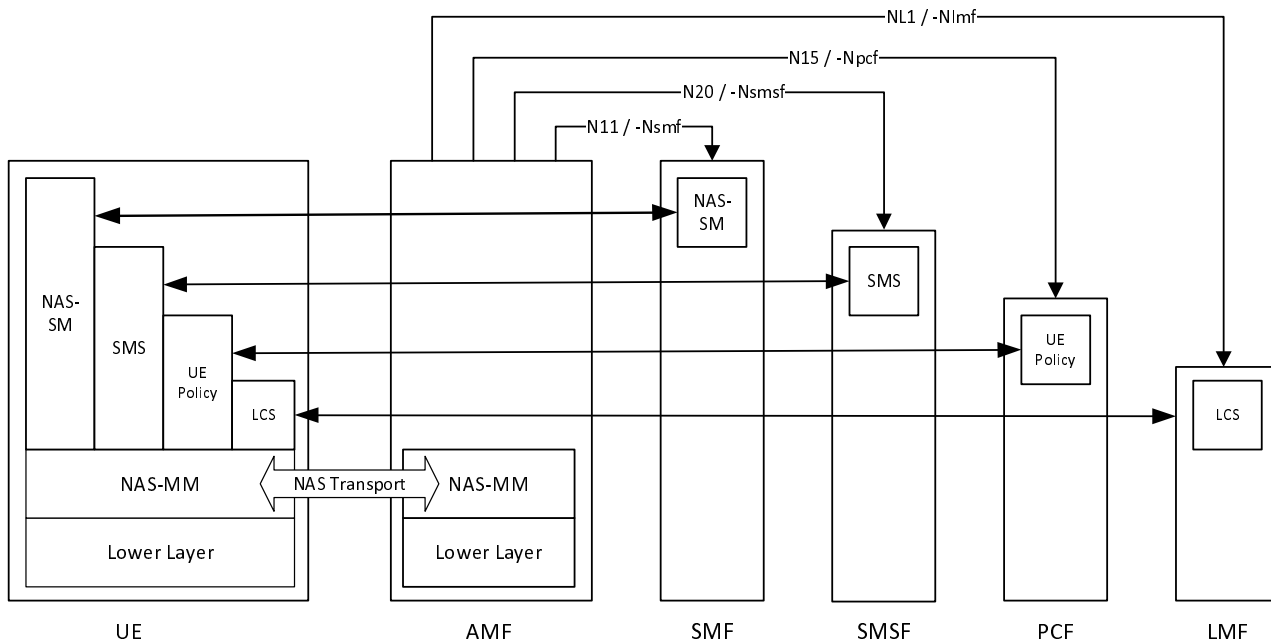 NL1 / -Nlmf
N15 / -Npcf
N20 / -Nsmsf
N11 / -Nsmf
NAS-
SM
SMS
UE
Policy
LCS
NAS-MM
Lower Layer
NAS Transport
NAS-MM
Lower Layer
NAS-
SM
SMS
UE
Policy
LCS
UE
AMF
SMF
SMSF
PCF
LMF